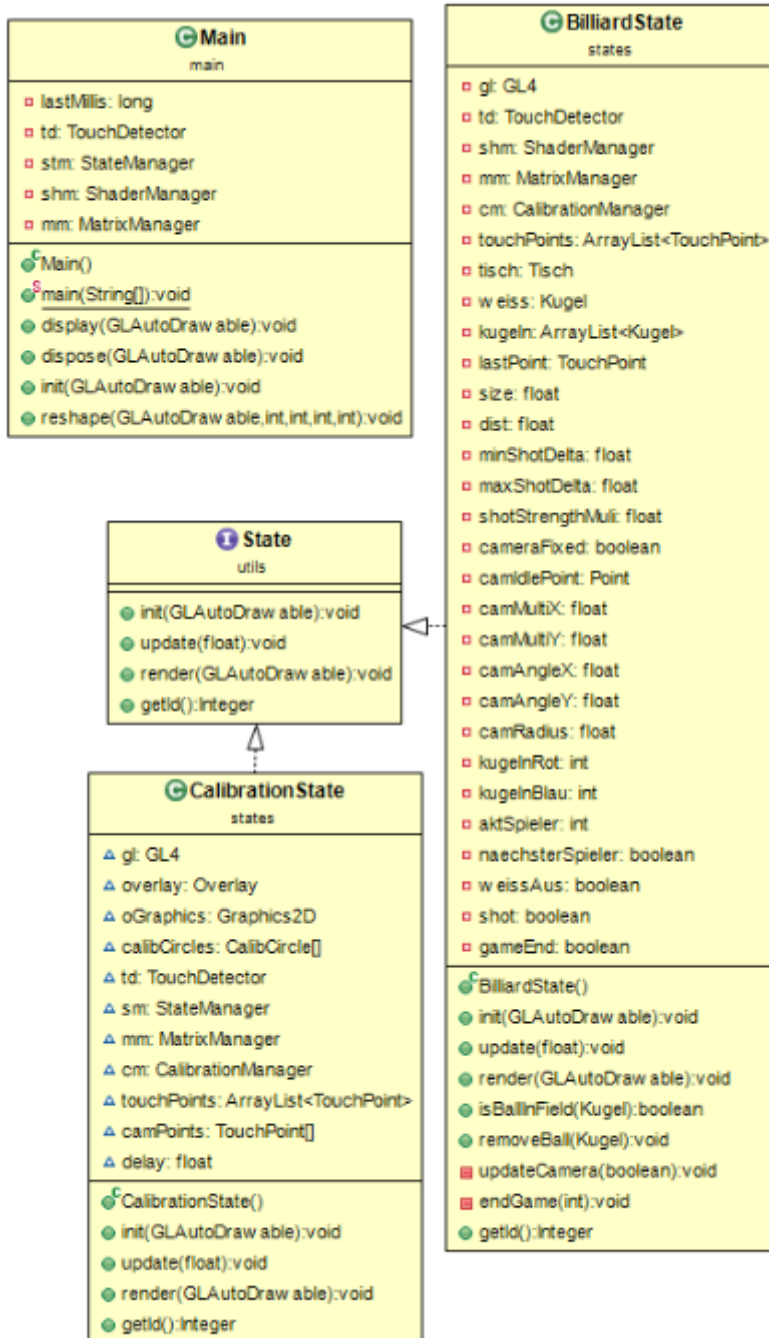 Main
main
lastMillis: long
td: TouchDetector
stm: StateManager
shm: ShaderManager
mm: MatrixManager
Main()
main(String[]):void
display(GLAutoDrawable):void
dispose(GLAutoDrawable):void
init(GLAutoDrawable):void
reshape(GLAutoDrawable,int,int,int,int):void
State
utils
init(GLAutoDrawable):void
update(float):void
render(GLAutoDrawable):void
getId():Integer
CalibrationState
states
gl: GL4
overlay: Overlay
oGraphics: Graphics2D
calibCircles: CalibCircle[]
td: TouchDetector
sm: StateManager
mm: MatrixManager
cm: CalibrationManager
touchPoints: ArrayList<TouchPoint>
camPoints: TouchPoint[]
delay: float
CalibrationState()
init(GLAutoDrawable):void
update(float):void
render(GLAutoDrawable):void
getId():Integer
BilliardState
states
gl: GL4
td: TouchDetector
shm: ShaderManager
mm: MatrixManager
cm: CalibrationManager
touchPoints: ArrayList<TouchPoint>
tisch: Tisch
weiss: Kugel
kugeln: ArrayList<Kugel>
lastPoint: TouchPoint
size: float
dist: float
minShotDelta: float
maxShotDelta: float
shotStrengthMuli: float
cameraFixed: boolean
camIdlePoint: Point
camMultiX: float
camMultiY: float
camAngleX: float
camAngleY: float
camRadius: float
kugelnRot: int
kugelnBlau: int
aktSpieler: int
naechsterSpieler: boolean
weissAus: boolean
shot: boolean
gameEnd: boolean
BilliardState()
init(GLAutoDrawable):void
update(float):void
render(GLAutoDrawable):void
isBallInField(Kugel):boolean
removeBall(Kugel):void
updateCamera(boolean):void
endGame(int):void
getId():Integer